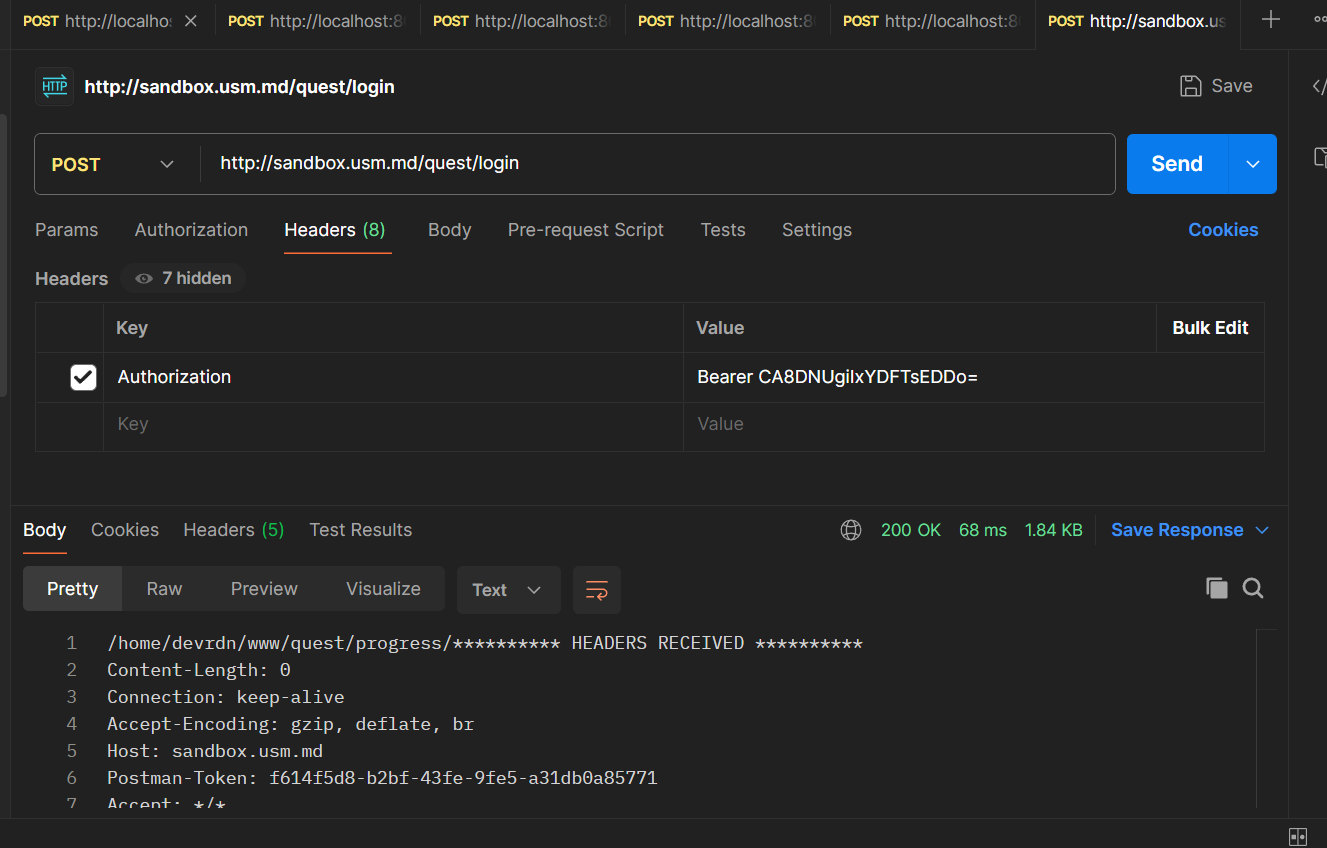 POST http://localhos POST http://localhost:8 POST http://localhost:8 POST http://localhost:8 POST http://localhost:8 POST http://sandbox.us
HTTP http://sandbox.usm.md/quest/login Save
POST http://sandbox.usm.md/quest/login Send
Params Authorization Headers (8) Body Pre-request Script Tests Settings Cookies
Headers 7 hidden
Key Value Bulk Edit
Authorization Bearer CA8DNUgiIxYDFTsEDDo=
Key Value
Body Cookies Headers (5) Test Results 200 OK 68 ms 1.84 KB Save Response
Pretty Raw Preview Visualize Text
1 /home/devrdn/www/quest/progress/********** HEADERS RECEIVED **********
2 Content-Length: 0
3 Connection: keep-alive
4 Accept-Encoding: gzip, deflate, br
5 Host: sandbox.usm.md
6 Postman-Token: f614f5d8-b2bf-43fe-9fe5-a31db0a85771
7 Accept: */*